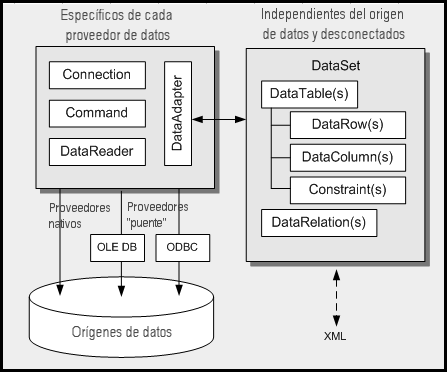 Específicos de cada
proveedor de datos
Independientes del origen
de datos y desconectados
Connection
Command
DataReader
DataAdapter
DataSet
DataTable(s)
DataRow(s)
DataColumn(s)
Constraint(s)
DataRelation(s)
Proveedores
nativos
Proveedores
"puente"
OLE DB
ODBC
Orígenes de datos
XML